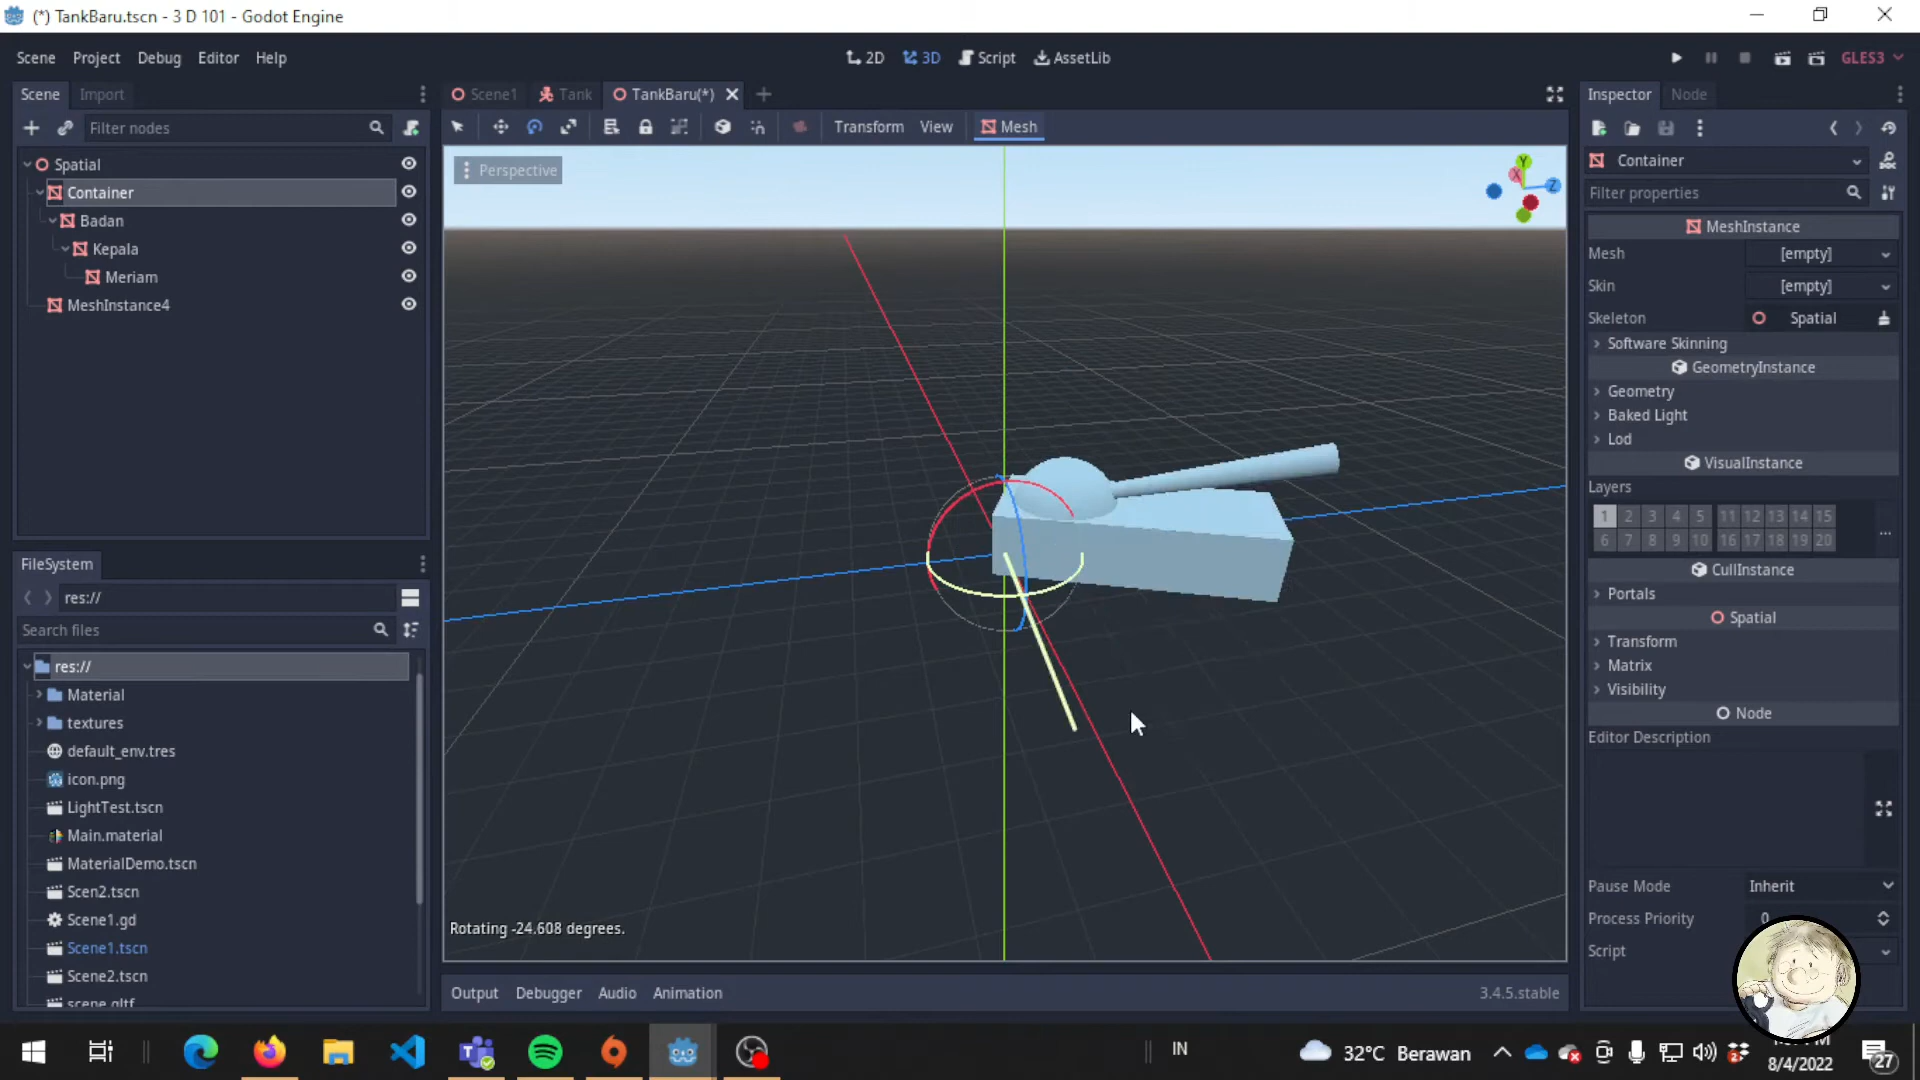 (*) TankBaru.tscn - 3 D 101 - Godot Engine
Scene Project Debug Editor Help
2D 3D Script AssetLib
GLES3
Scene Import
Filter nodes
Spatial
Container
Badan
Kepala
Meriam
MeshInstance4
FileSystem
res://
Search files
res://
Material
textures
default_env.tres
icon.png
LightTest.tscn
Main.material
MaterialDemo.tscn
Scen2.tscn
Scene1.gd
Scene1.tscn
Scene2.tscn
scene.gltf
Scene1 Tank TankBaru(*)
Transform View Mesh
Perspective
Y
X
Z
Rotating -24.608 degrees.
Output Debugger Audio Animation
3.4.5.stable
Inspector Node
Container
Filter properties
MeshInstance
Mesh [empty]
Skin [empty]
Skeleton Spatial
Software Skinning
GeometryInstance
Geometry
Baked Light
Lod
VisualInstance
Layers
1 2 3 4 5 11 12 13 14 15
6 7 8 9 10 16 17 18 19 20
...
CullInstance
Portals
Spatial
Transform
Matrix
Visibility
Node
Editor Description
Pause Mode Inherit
Process Priority 0
Script
IN
32°C Berawan
8/4/2022
27